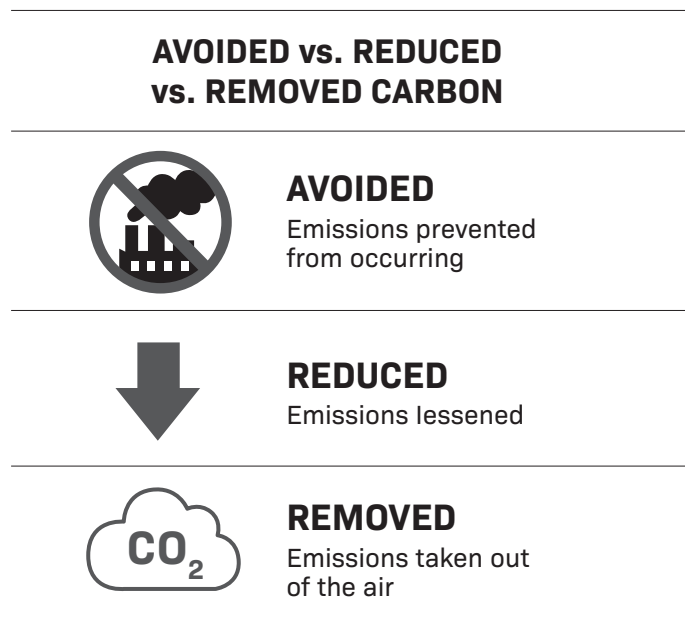 AVOIDED vs. REDUCED
vs. REMOVED CARBON
AVOIDED
Emissions prevented
from occurring
REDUCED
Emissions lessened
CO₂
REMOVED
Emissions taken out
of the air